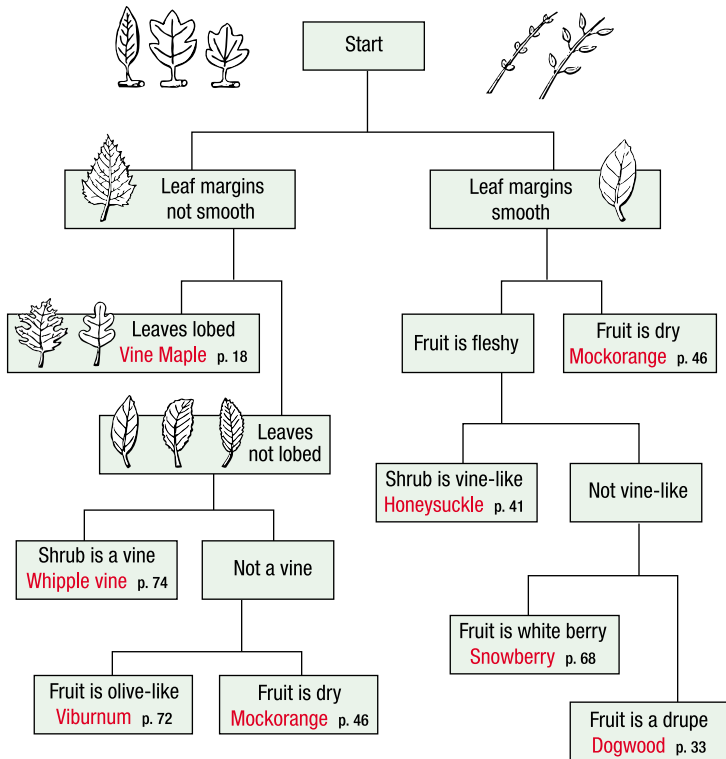 Start
Leaf margins
not smooth
Leaf margins
smooth
Leaves lobed
Vine Maple p. 18
Fruit is fleshy
Fruit is dry
Mockorange p. 46
Leaves
not lobed
Shrub is vine-like
Honeysuckle p. 41
Not vine-like
Shrub is a vine
Whipple vine p. 74
Not a vine
Fruit is white berry
Snowberry p. 68
Fruit is olive-like
Viburnum p. 72
Fruit is dry
Mockorange p. 46
Fruit is a drupe
Dogwood p. 33